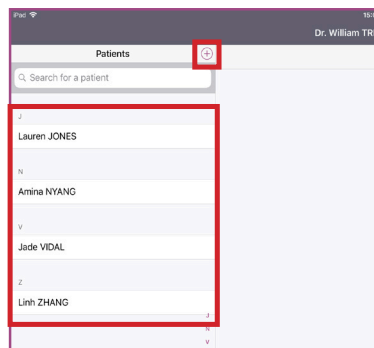 iPad
15:
Dr. William TR
Patients
Search for a patient
J
Lauren JONES
N
Amina NYANG
V
Jade VIDAL
Z
Linh ZHANG
J
N
V